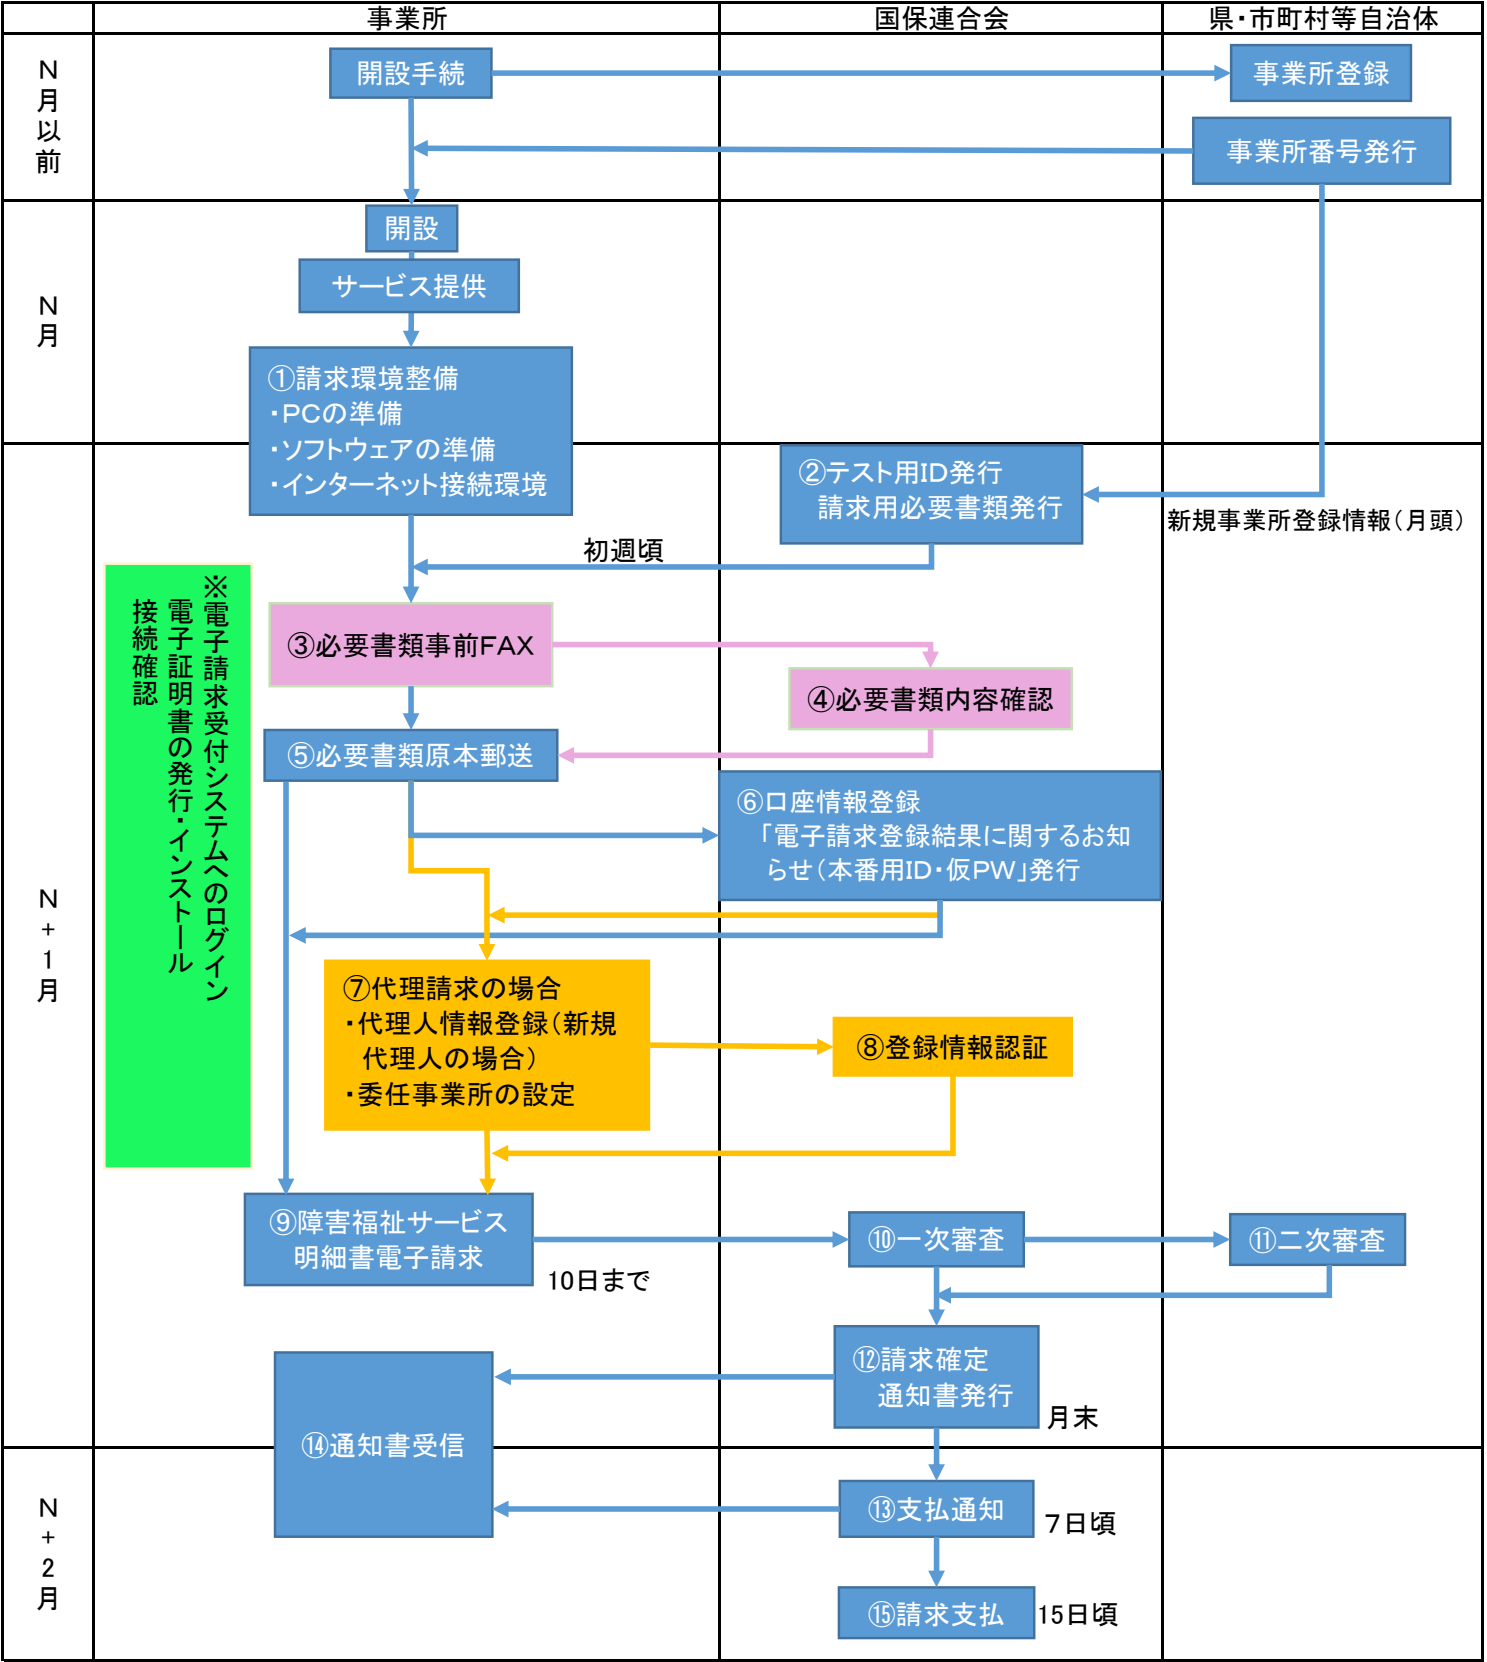 事業所
国保連合会
県・市町村等自治体
N月以前
開設手続
事業所登録
事業所番号発行
N月
開設
サービス提供
①請求環境整備
・PCの準備
・ソフトウェアの準備
・インターネット接続環境
N+1月
②テスト用ID発行
請求用必要書類発行
新規事業所登録情報（月頭）
初週頃
※電子請求受付システムへのログイン
電子証明書の発行・インストール
接続確認
③必要書類事前FAX
④必要書類内容確認
⑤必要書類原本郵送
⑥口座情報登録
「電子請求登録結果に関するお知
らせ（本番用ID・仮PW」発行
⑦代理請求の場合
・代理人情報登録（新規
代理人の場合）
・委任事業所の設定
⑧登録情報認証
⑨障害福祉サービス
明細書電子請求
10日まで
⑩一次審査
⑪二次審査
⑫請求確定
通知書発行
月末
⑭通知書受信
N+2月
⑬支払通知
7日頃
⑮請求支払
15日頃